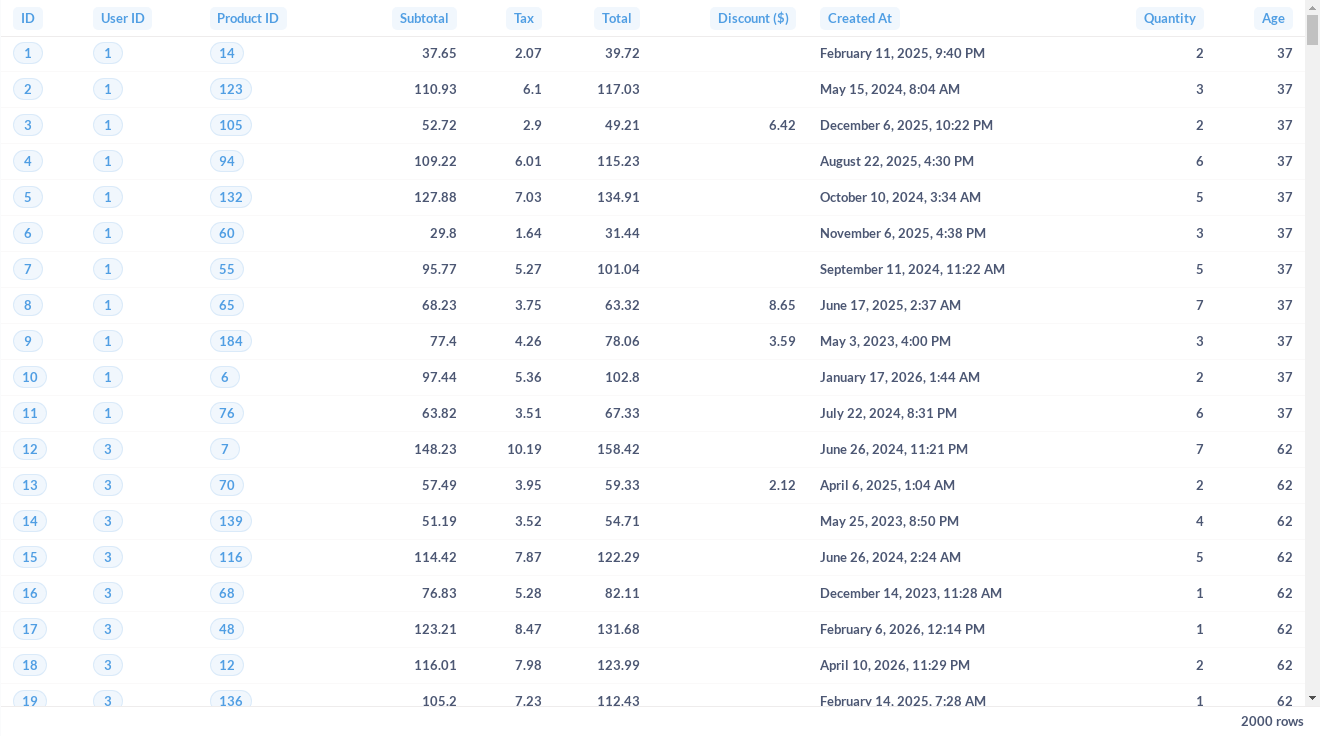 ID User ID Product ID Subtotal Tax Total Discount ($) Created At Quantity Age
1 1 14 37.65 2.07 39.72 February 11, 2025, 9:40 PM 2 37
2 1 123 110.93 6.1 117.03 May 15, 2024, 8:04 AM 3 37
3 1 105 52.72 2.9 49.21 6.42 December 6, 2025, 10:22 PM 2 37
4 1 94 109.22 6.01 115.23 August 22, 2025, 4:30 PM 6 37
5 1 132 127.88 7.03 134.91 October 10, 2024, 3:34 AM 5 37
6 1 60 29.8 1.64 31.44 November 6, 2025, 4:38 PM 3 37
7 1 55 95.77 5.27 101.04 September 11, 2024, 11:22 AM 5 37
8 1 65 68.23 3.75 63.32 8.65 June 17, 2025, 2:37 AM 7 37
9 1 184 77.4 4.26 78.06 3.59 May 3, 2023, 4:00 PM 3 37
10 1 6 97.44 5.36 102.8 January 17, 2026, 1:44 AM 2 37
11 1 76 63.82 3.51 67.33 July 22, 2024, 8:31 PM 6 37
12 3 7 148.23 10.19 158.42 June 26, 2024, 11:21 PM 7 62
13 3 70 57.49 3.95 59.33 2.12 April 6, 2025, 1:04 AM 2 62
14 3 139 51.19 3.52 54.71 May 25, 2023, 8:50 PM 4 62
15 3 116 114.42 7.87 122.29 June 26, 2024, 2:24 AM 5 62
16 3 68 76.83 5.28 82.11 December 14, 2023, 11:28 AM 1 62
17 3 48 123.21 8.47 131.68 February 6, 2026, 12:14 PM 1 62
18 3 12 116.01 7.98 123.99 April 10, 2026, 11:29 PM 2 62
19 3 136 105.2 7.23 112.43 February 14, 2025, 7:28 AM 1 62
2000 rows